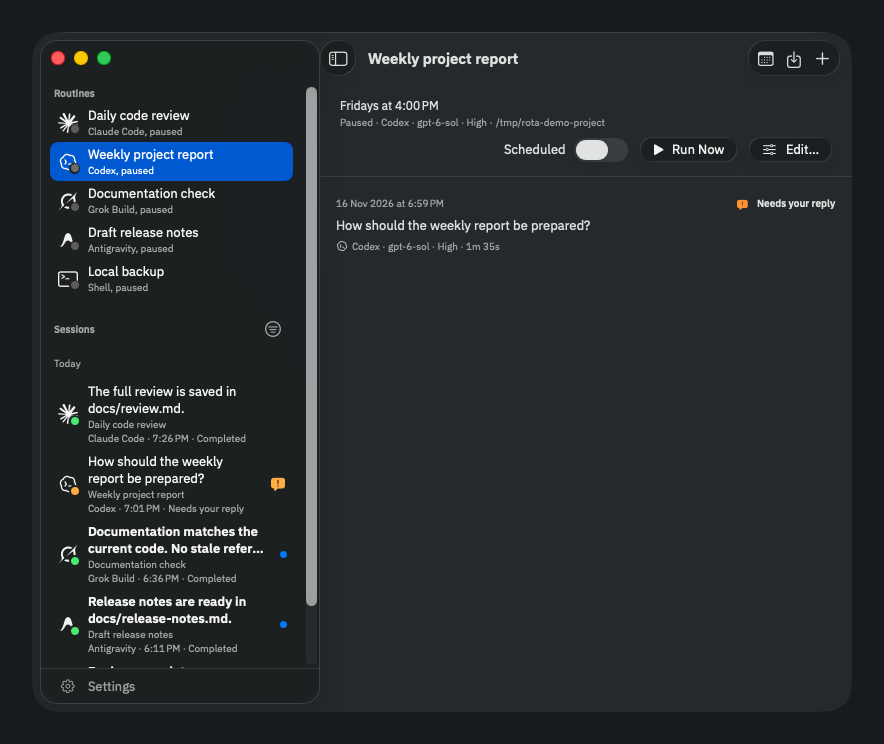 Weekly project report
Routines
Daily code review
Claude Code, paused
Weekly project report
Codex, paused
Documentation check
Grok Build, paused
Draft release notes
Antigravity, paused
Local backup
Shell, paused
Sessions
Today
The full review is saved in
docs/review.md.
Daily code review
Claude Code · 7:26 PM · Completed
How should the weekly
report be prepared?
Weekly project report
Codex · 7:01 PM · Needs your reply
Documentation matches the
current code. No stale refer...
Documentation check
Grok Build · 6:36 PM · Completed
Release notes are ready in
docs/release-notes.md.
Draft release notes
Antigravity · 6:11 PM · Completed
Settings
Fridays at 4:00 PM
Paused · Codex · gpt-6-sol · High · /tmp/rota-demo-project
Scheduled
Run Now
Edit...
16 Nov 2026 at 6:59 PM
Needs your reply
How should the weekly report be prepared?
Codex · gpt-6-sol · High · 1m 35s